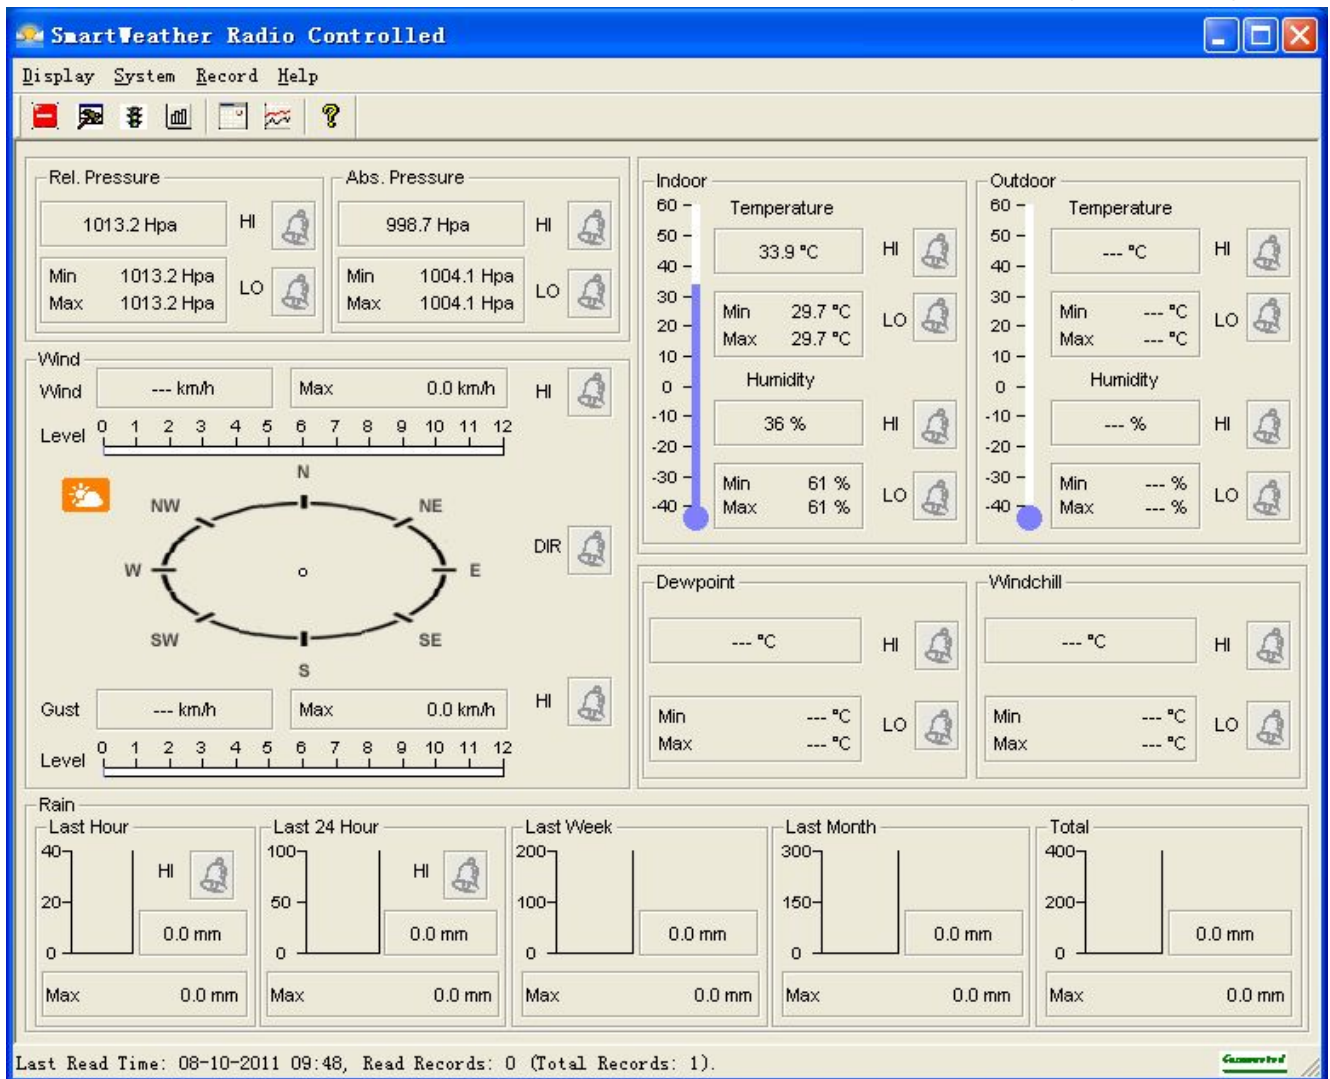 SmartWeather Radio Controlled
Display System Record Help
Rel. Pressure
1013.2 Hpa HI
Min 1013.2 Hpa
Max 1013.2 Hpa
LO
Abs. Pressure
998.7 Hpa HI
Min 1004.1 Hpa
Max 1004.1 Hpa
LO
Wind
Wind --- km/h Max 0.0 km/h HI
Level 0 1 2 3 4 5 6 7 8 9 10 11 12
N
NW NE
W E
DIR
SW SE
S
Gust --- km/h Max 0.0 km/h HI
Level 0 1 2 3 4 5 6 7 8 9 10 11 12
Indoor
60
50
40
30
20
10
0
-10
-20
-30
-40
Temperature
33.9 °C HI
Min 29.7 °C
Max 29.7 °C
LO
Humidity
36 % HI
Min 61 %
Max 61 %
LO
Outdoor
60
50
40
30
20
10
0
-10
-20
-30
-40
Temperature
--- °C HI
Min --- °C
Max --- °C
LO
Humidity
--- % HI
Min --- %
Max --- %
LO
Dewpoint
--- °C HI
Min --- °C
Max --- °C
LO
Windchill
--- °C HI
Min --- °C
Max --- °C
LO
Rain
Last Hour
40
20
0
HI
0.0 mm
Max 0.0 mm
Last 24 Hour
100
50
0
HI
0.0 mm
Max 0.0 mm
Last Week
200
100
0
0.0 mm
Max 0.0 mm
Last Month
300
150
0
0.0 mm
Max 0.0 mm
Total
400
200
0
0.0 mm
Max 0.0 mm
Last Read Time: 08-10-2011 09:48, Read Records: 0 (Total Records: 1).
Connected